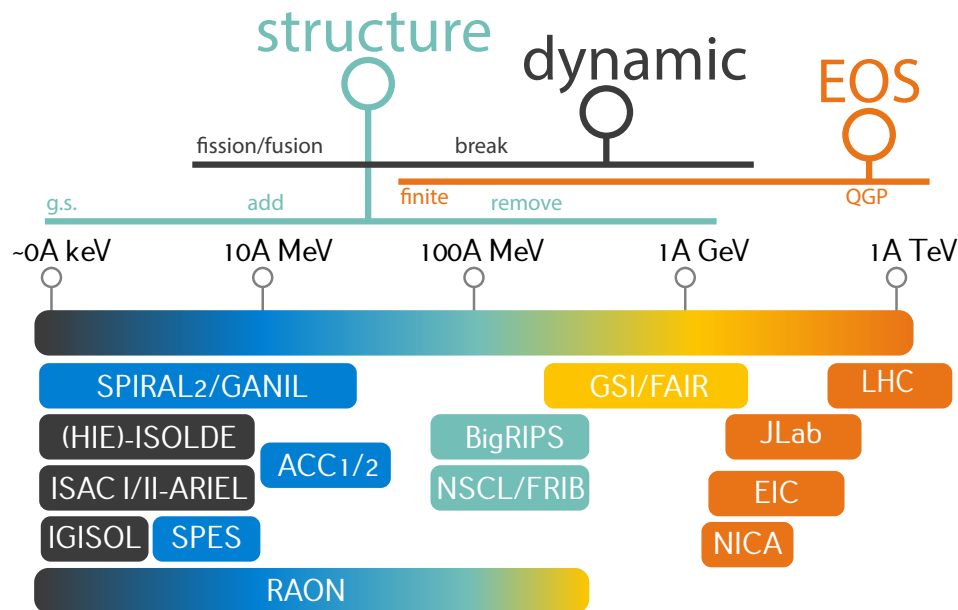 structure
dynamic
EOS
fission/fusion break
g.s. add finite remove QGP
~0A keV 10A MeV 100A MeV 1A GeV 1A TeV
SPIRAL2/GANIL GSI/FAIR LHC
(HIE)-ISOLDE ACC1/2 BigRIPS JLab
ISAC I/II-ARIEL NSCL/FRIB EIC
IGISOL SPES NICA
RAON